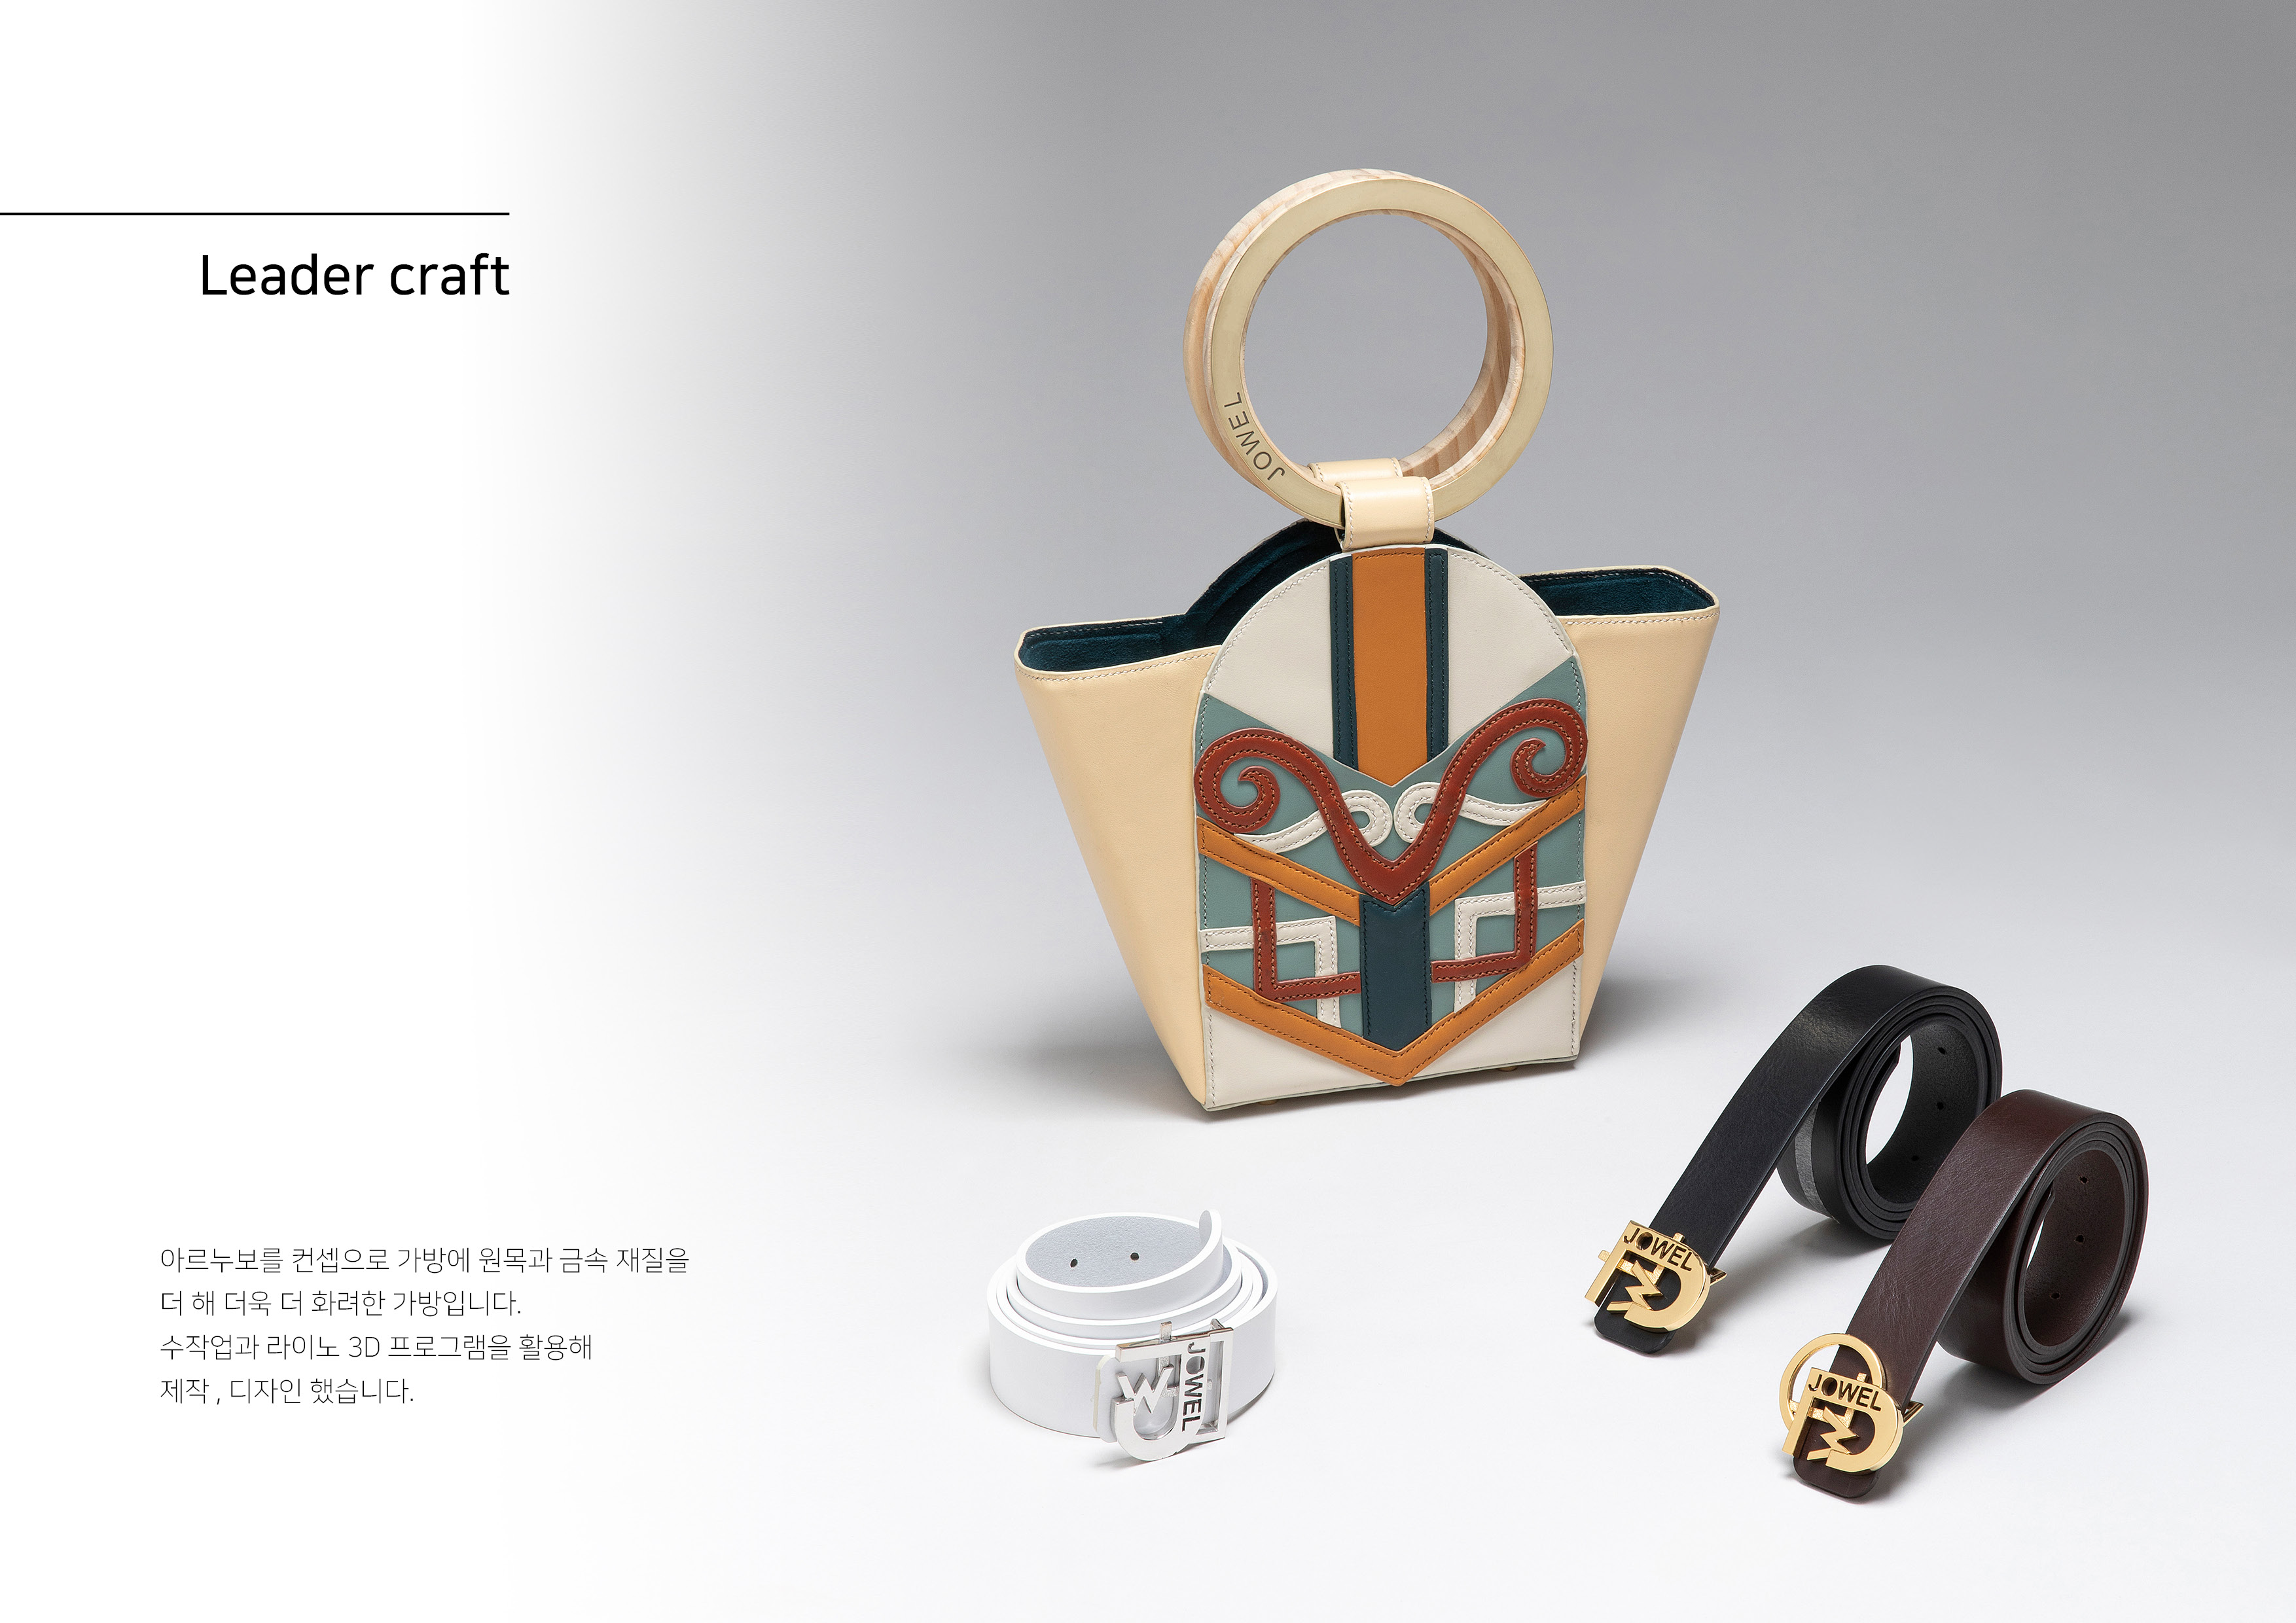 Leader craft
JOWEL
아르누보를 컨셉으로 가방에 원목과 금속 재질을
더 해 더욱 더 화려한 가방입니다.
수작업과 라이노 3D 프로그램을 활용해
제작 , 디자인 했습니다.
JOWEL
W
JOWEL
W
JOWEL
W